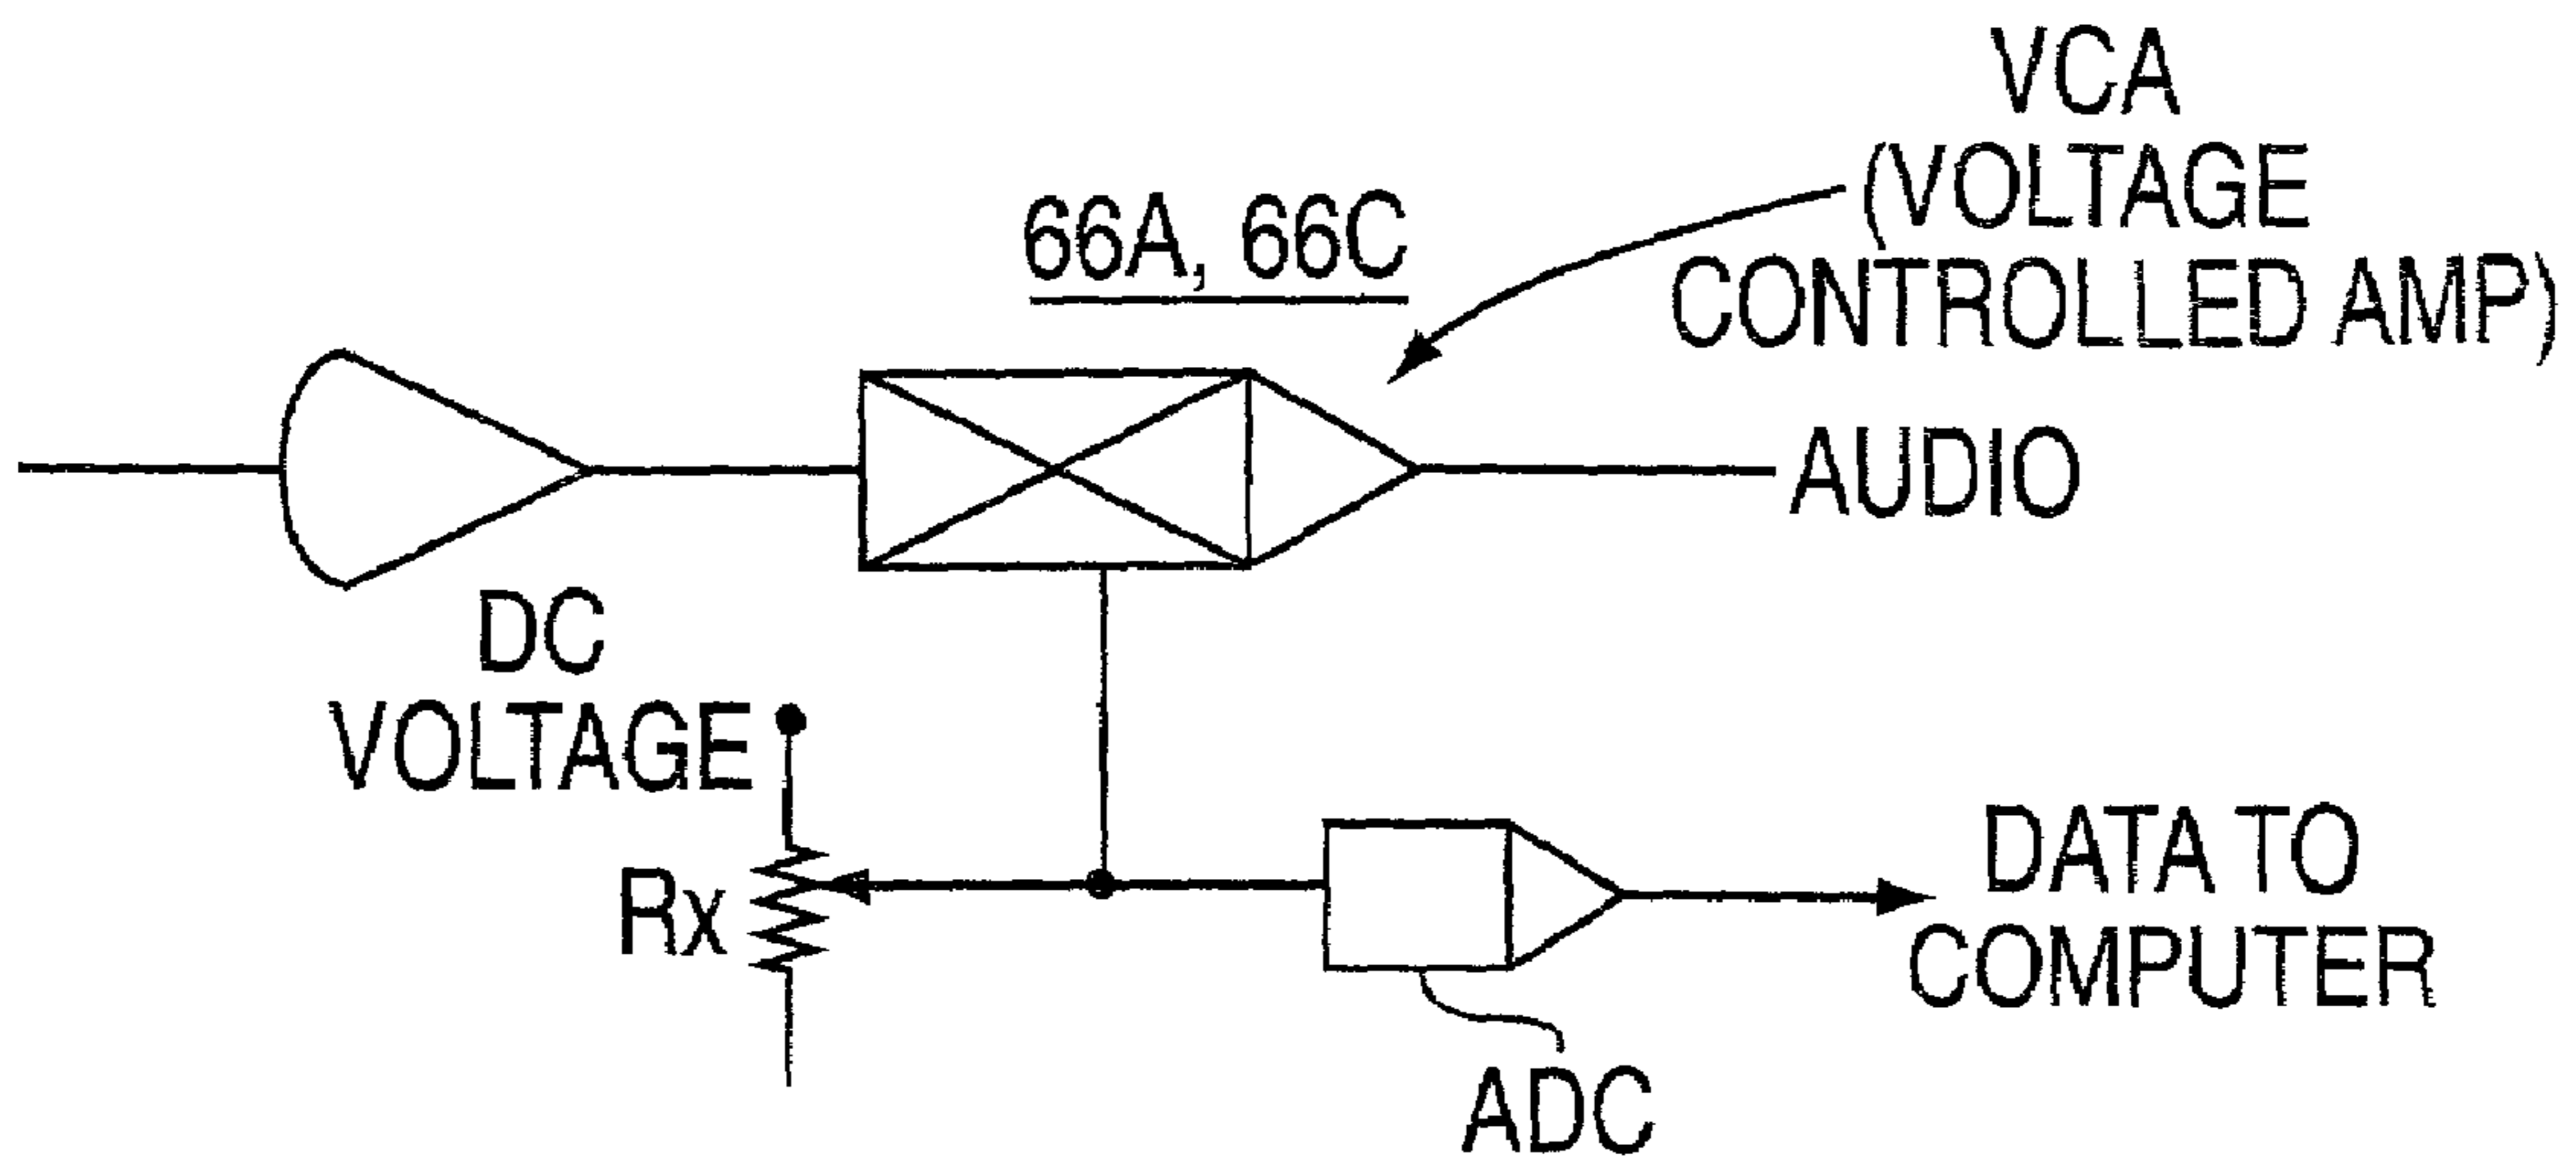 VCA
(VOLTAGE
CONTROLLED AMP)
66A, 66C
AUDIO
DC
VOLTAGE
Rx
DATA TO
COMPUTER
ADC